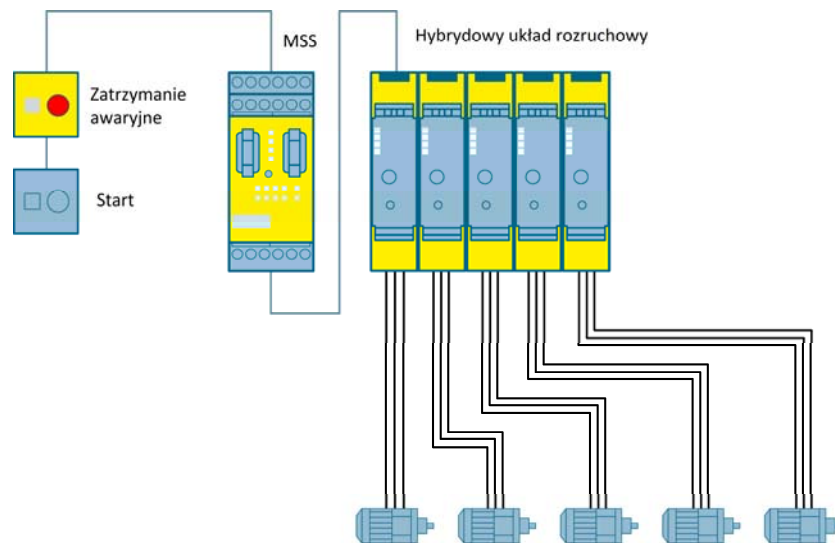 MSS
Hybrydowy układ rozruchowy
Zatrzymanie
awaryjne
Start